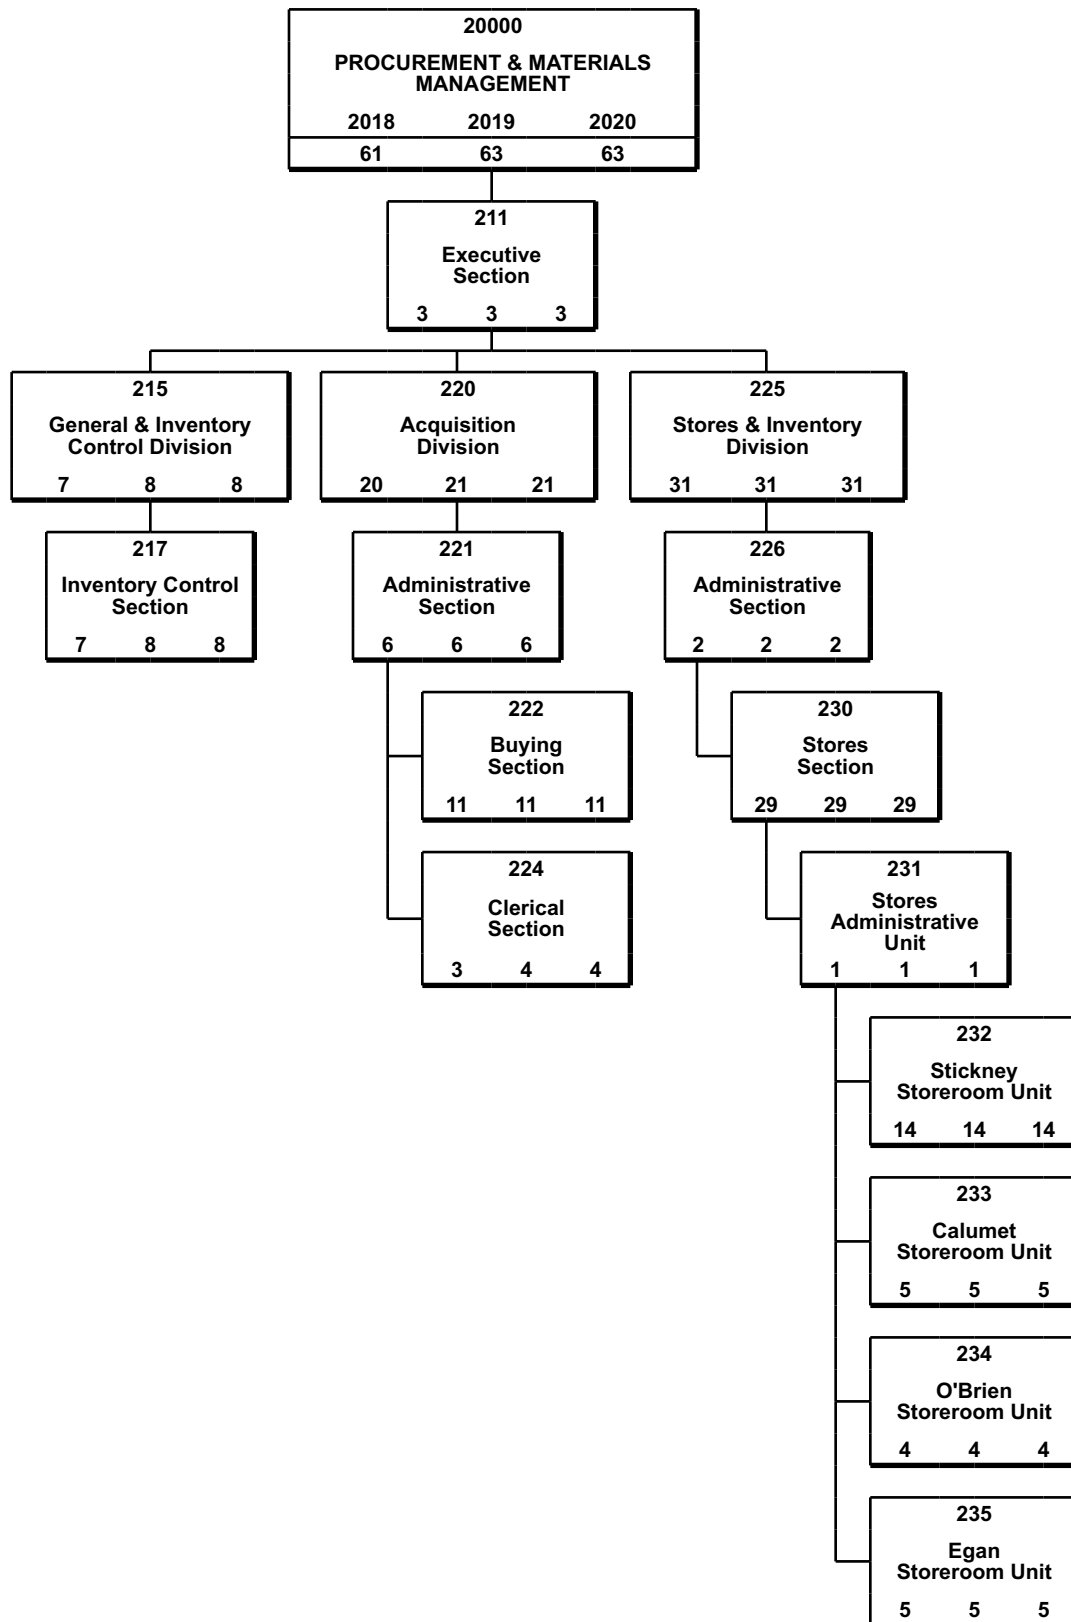 20000
PROCUREMENT & MATERIALS
MANAGEMENT
2018 2019 2020
61 63 63
211
Executive
Section
3 3 3
215
General & Inventory
Control Division
7 8 8
220
Acquisition
Division
20 21 21
225
Stores & Inventory
Division
31 31 31
217
Inventory Control
Section
7 8 8
221
Administrative
Section
6 6 6
226
Administrative
Section
2 2 2
222
Buying
Section
11 11 11
230
Stores
Section
29 29 29
224
Clerical
Section
3 4 4
231
Stores
Administrative
Unit
1 1 1
232
Stickney
Storeroom Unit
14 14 14
233
Calumet
Storeroom Unit
5 5 5
234
O'Brien
Storeroom Unit
4 4 4
235
Egan
Storeroom Unit
5 5 5